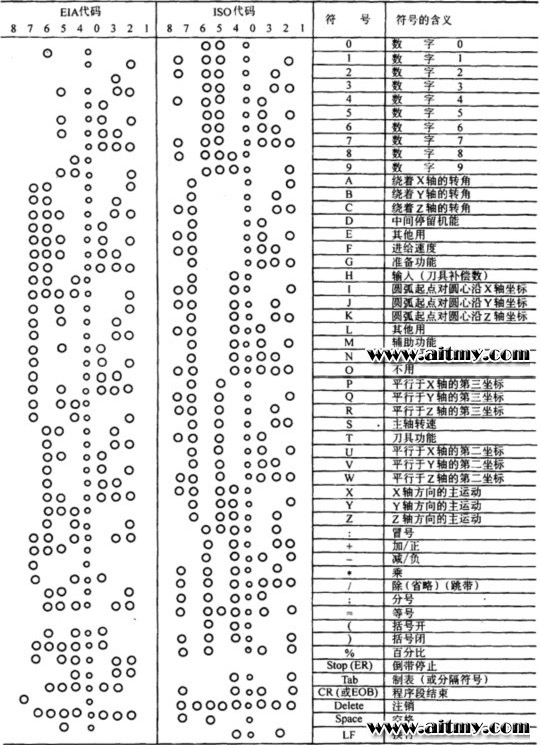 EIA代码 ISO代码 符 号 符号的含义
8 7 6 5 4 0 3 2 1 8 7 6 5 4 0 3 2 1
0 数 字 0
1 数 字 1
2 数 字 2
3 数 字 3
4 数 字 4
5 数 字 5
6 数 字 6
7 数 字 7
8 数 字 8
9 数 字 9
A 绕着X轴的转角
B 绕着Y轴的转角
C 绕着Z轴的转角
D 中间停留机能
E 其他用
F 进给速度
G 准备功能
H 输入(刀具补偿数)
I 圆弧起点对圆心沿X轴坐标
J 圆弧起点对圆心沿Y轴坐标
K 圆弧起点对圆心沿Z轴坐标
L 其他用
M 辅助功能
N
www.aitmy.com
O 不用
P 平行于X轴的第三坐标
Q 平行于Y轴的第三坐标
R 平行于Z轴的第三坐标
S 主轴转速
T 刀具功能
U 平行于X轴的第二坐标
V 平行于Y轴的第二坐标
W 平行于Z轴的第二坐标
X X轴方向的主运动
Y Y轴方向的主运动
Z Z轴方向的主运动
: 冒号
+ 加/正
− 减/负
* 乘
/ 除(省略)(跳带)
; 分号
= 等号
( 括号开
) 括号闭
% 百分比
Stop (ER) 倒带停止
Tab 制表(或分隔符号)
CR (或EOB) 程序段结束
Delete 注销
Space 空格
www.aitmy.com
LF